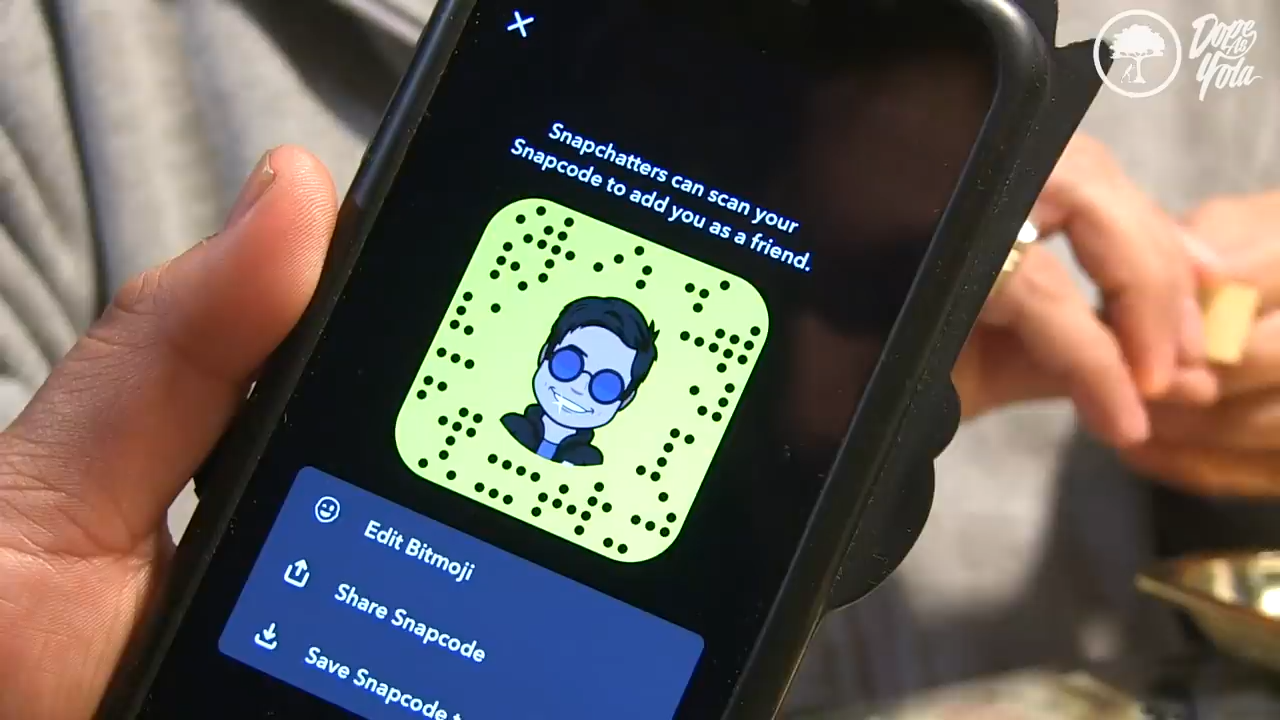 Dope
As
Yola
Snapchatters can scan your
Snapcode to add you as a friend.
Edit Bitmoji
Share Snapcode
Save Snapcode